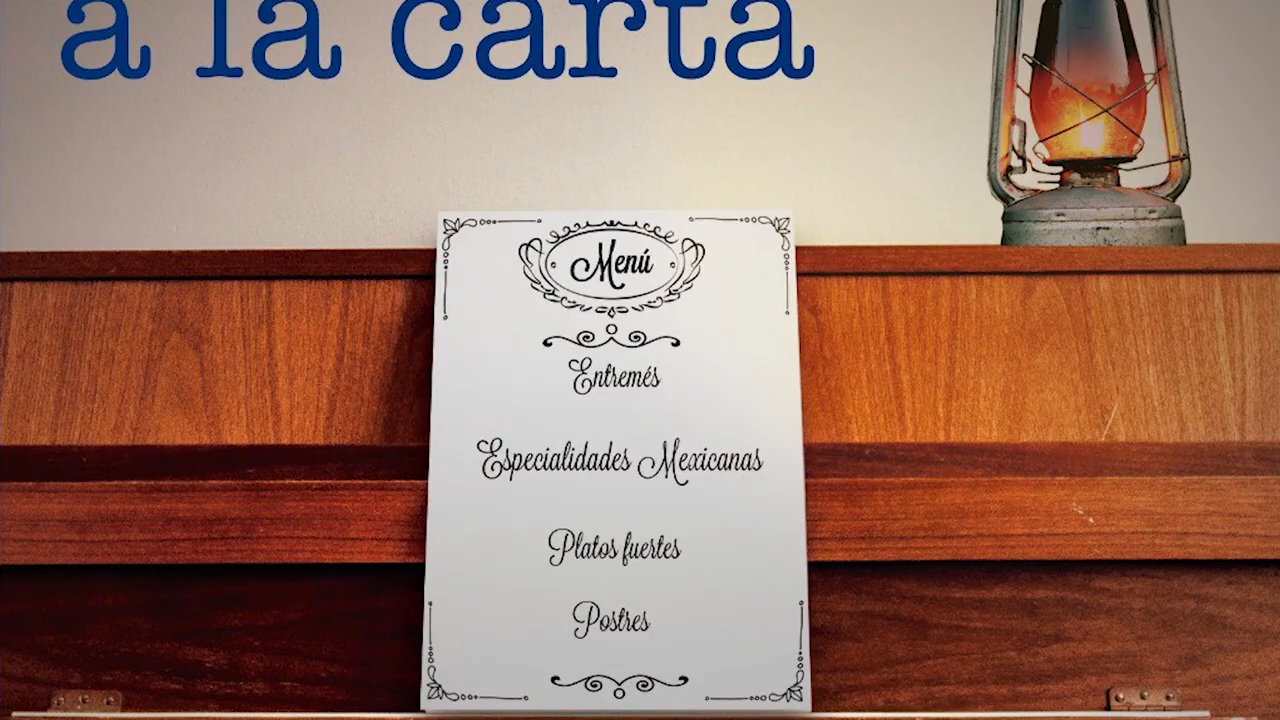 a la carta
Menú
Entremés
Especialidades Mexicanas
Platos fuertes
Postres